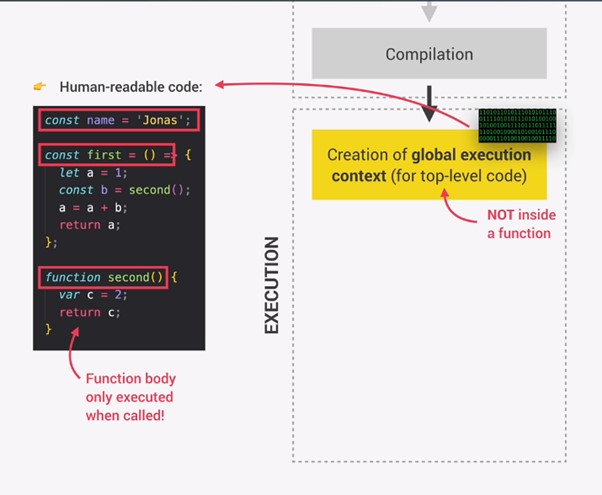 Compilation
👉 Human-readable code:
const name = 'Jonas';
const first = () => {
let a = 1;
const b = second();
a = a + b;
return a;
};
function second() {
var c = 2;
return c;
}
Function body
only executed
when called!
EXECUTION
Creation of global execution
context (for top-level code)
NOT inside
a function